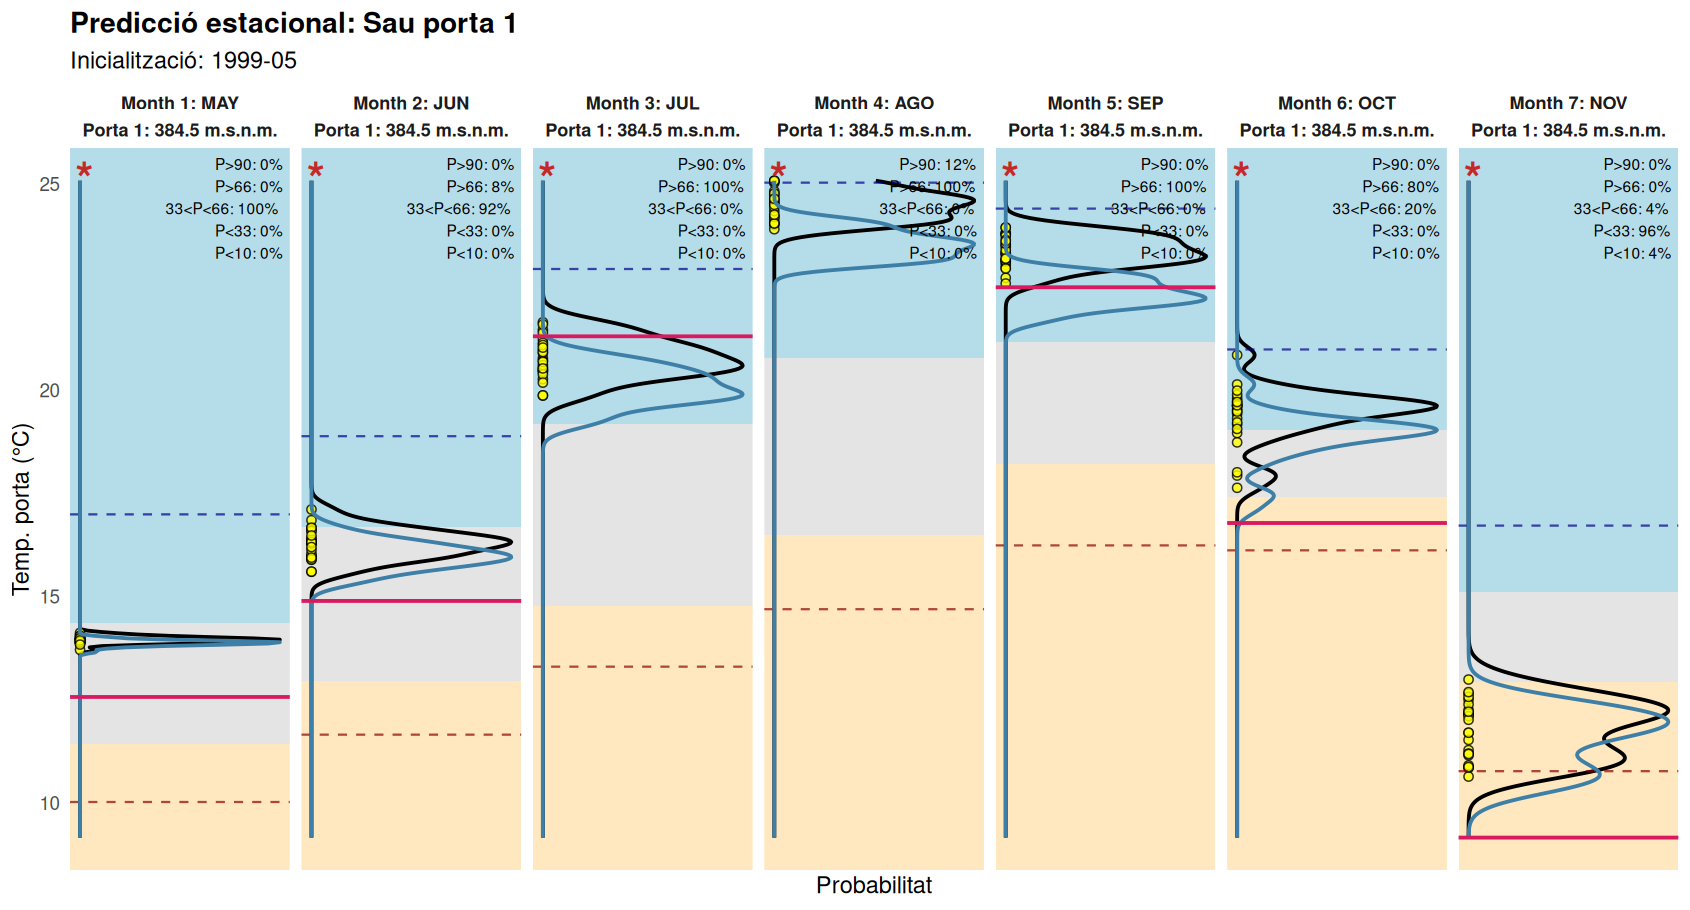 Predicció estacional: Sau porta 1
Inicialització: 1999-05
Month 1: MAY
Porta 1: 384.5 m.s.n.m.
Month 2: JUN
Porta 1: 384.5 m.s.n.m.
Month 3: JUL
Porta 1: 384.5 m.s.n.m.
Month 4: AGO
Porta 1: 384.5 m.s.n.m.
Month 5: SEP
Porta 1: 384.5 m.s.n.m.
Month 6: OCT
Porta 1: 384.5 m.s.n.m.
Month 7: NOV
Porta 1: 384.5 m.s.n.m.
*
P>90: 0%
P>66: 0%
33<P<66: 100%
P<33: 0%
P<10: 0%
*
P>90: 0%
P>66: 8%
33<P<66: 92%
P<33: 0%
P<10: 0%
*
P>90: 0%
P>66: 100%
33<P<66: 0%
P<33: 0%
P<10: 0%
*
P>90: 12%
P>66: 100%
33<P<66: 0%
P<33: 0%
P<10: 0%
*
P>90: 0%
P>66: 100%
33<P<66: 0%
P<33: 0%
P<10: 0%
*
P>90: 0%
P>66: 80%
33<P<66: 20%
P<33: 0%
P<10: 0%
*
P>90: 0%
P>66: 0%
33<P<66: 4%
P<33: 96%
P<10: 4%
25
20
15
10
Temp. porta (°C)
Probabilitat